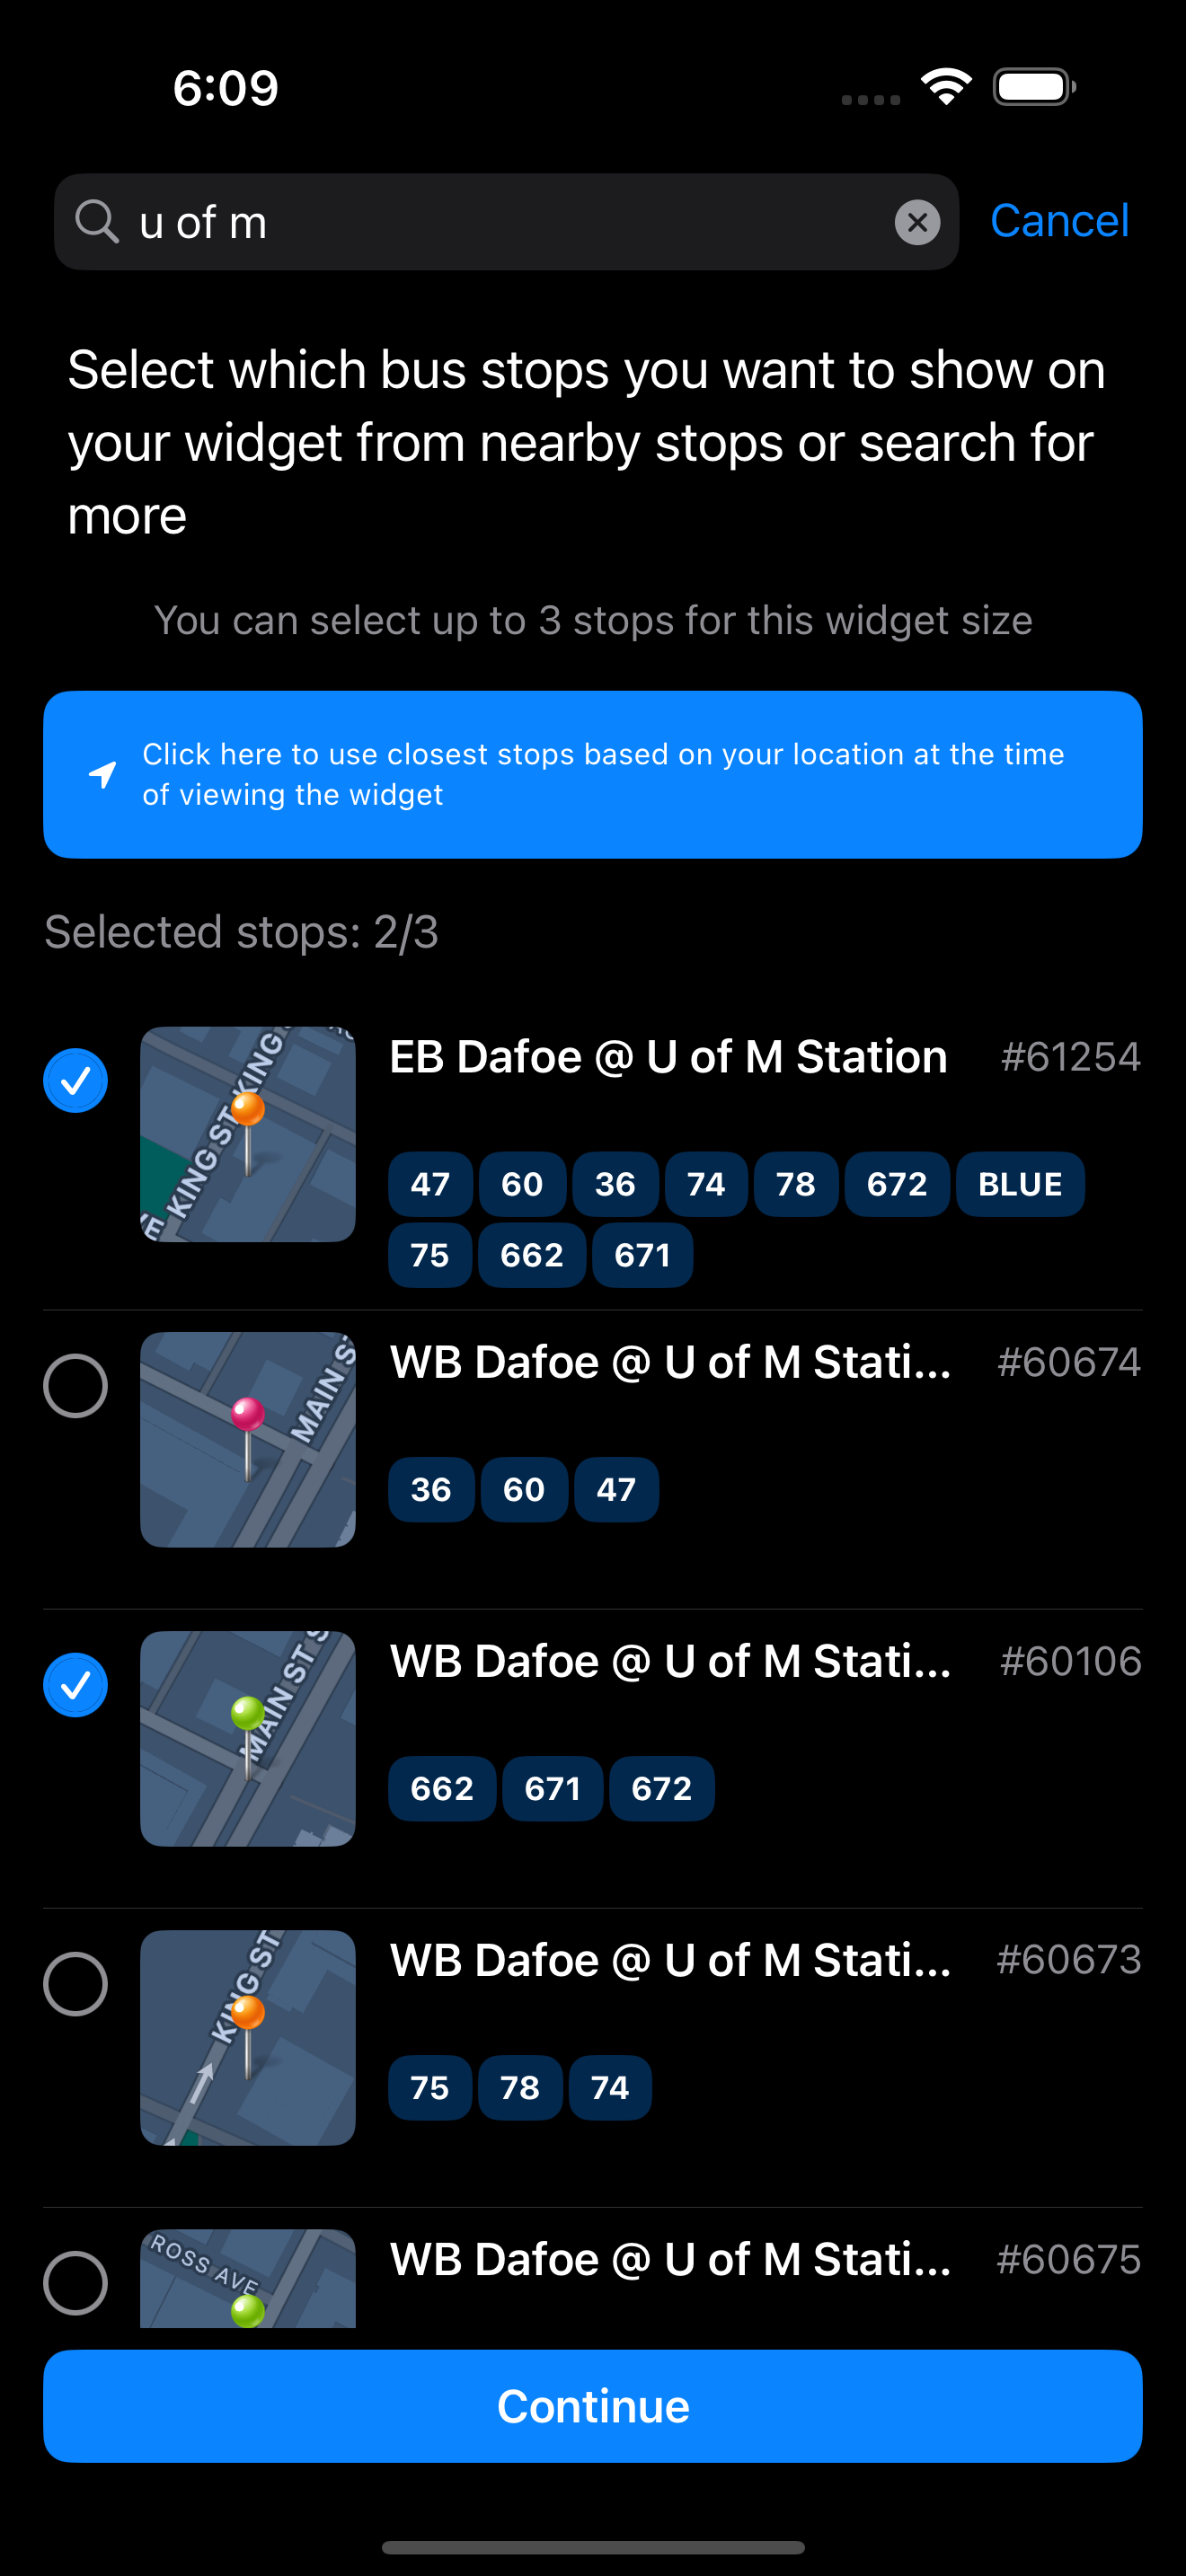 6:09
u of m
Cancel
Select which bus stops you want to show on
your widget from nearby stops or search for
more
You can select up to 3 stops for this widget size
Click here to use closest stops based on your location at the time
of viewing the widget
Selected stops: 2/3
EB Dafoe @ U of M Station #61254
KING ST KING
47 60 36 74 78 672 BLUE
75 662 671
WB Dafoe @ U of M Stati... #60674
MAIN S
36 60 47
WB Dafoe @ U of M Stati... #60106
MAIN ST S
662 671 672
WB Dafoe @ U of M Stati... #60673
KING ST
75 78 74
WB Dafoe @ U of M Stati... #60675
ROSS AVE
Continue